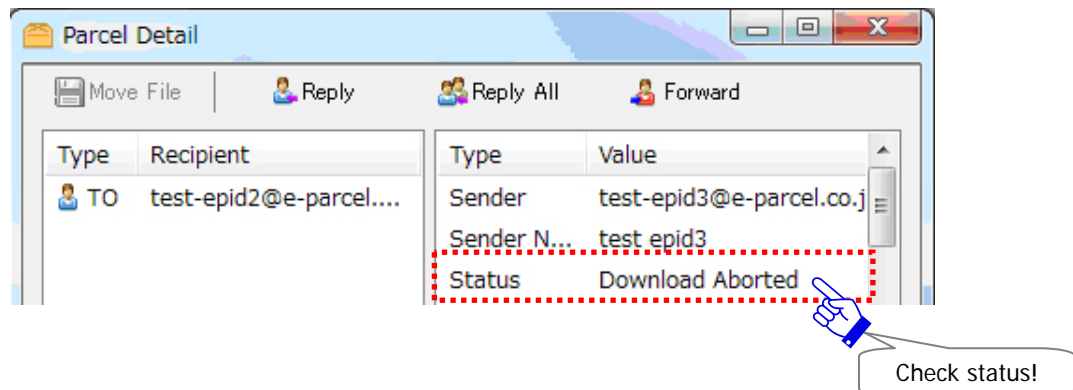 Parcel Detail
Move File Reply Reply All Forward
Type Recipient Type Value
TO test-epid2@e-parcel.... Sender test-epid3@e-parcel.co.j
Sender N... test epid3
Status Download Aborted
Check status!